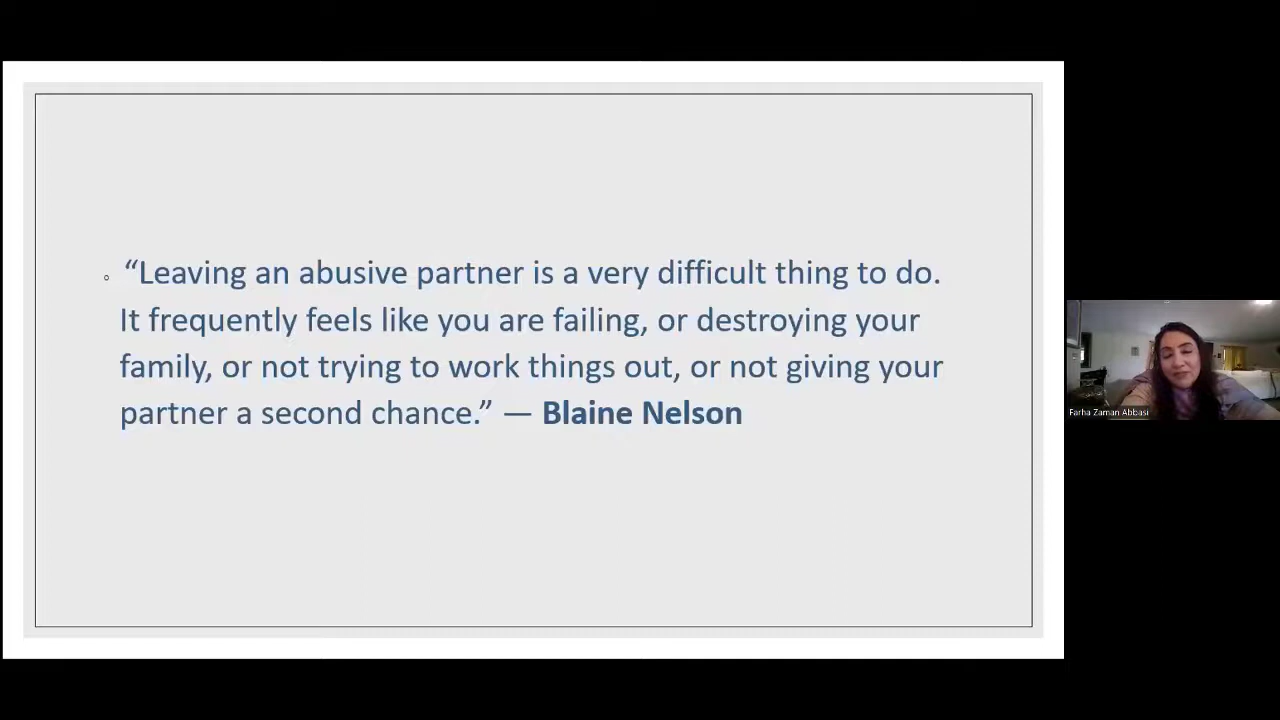 “Leaving an abusive partner is a very difficult thing to do.
It frequently feels like you are failing, or destroying your
family, or not trying to work things out, or not giving your
partner a second chance.” — Blaine Nelson
Farha Zaman Abbasi